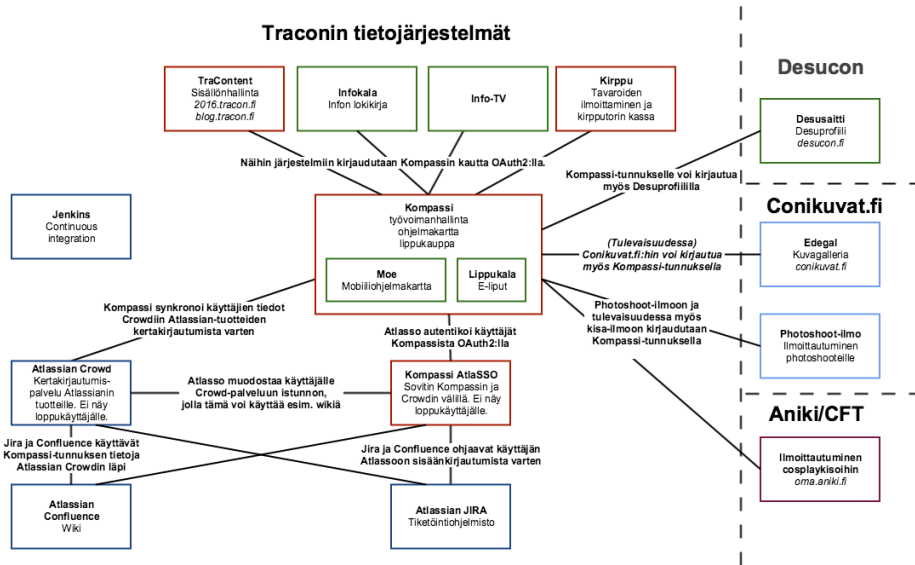 Traconin tietojärjestelmät
TraContent
Sisällönhallinta
2016.tracon.fi
blog.tracon.fi
Infokala
Infon lokikirja
Info-TV
Kirppu
Tavaroiden
ilmoittaminen ja
kirpputorin kassa
Näihin järjestelmiin kirjaudutaan Kompassin kautta OAuth2:lla.
Jenkins
Continuous
integration
Kompassi
työvoimanhallinta
ohjelmakartta
lippukauppa
Moe
Mobiiliohjelmakartta
Lippukala
E-liput
Kompassi synkronoi käyttäjien tiedot
Crowdiin Atlassian-tuotteiden
kertakirjautumista varten
Atlasso autentikoi käyttäjät
Kompassista OAuth2:lla
Atlassian Crowd
Kertakirjautumis-
palvelu Atlassianin
tuotteille. Ei näy
loppukäyttäjälle.
Atlasso muodostaa käyttäjälle
Crowd-palveluun istunnon,
jolla tämä voi käyttää esim. wikiä
Kompassi AtlaSSO
Sovitin Kompassin ja
Crowdin välillä. Ei näy
loppukäyttäjälle.
Jira ja Confluence käyttävät
Kompassi-tunnuksen tietoja
Atlassian Crowdin läpi
Jira ja Confluence ohjaavat käyttäjän
Atlassoon sisäänkirjautumista varten
Atlassian
Confluence
Wiki
Atlassian JIRA
Tiketöintiohjelmisto
Desucon
Desusaitti
Desuprofiili
desucon.fi
Kompassi-tunnukselle voi kirjautua
myös Desuprofiililla
Conikuvat.fi
(Tulevaisuudessa)
Conikuvat.fi:hin voi kirjautua
myös Kompassi-tunnuksella
Edegal
Kuvagalleria
conikuvat.fi
Photoshoot-ilmoon ja
tulevaisuudessa myös
kisa-ilmoon kirjaudutaan
Kompassi-tunnuksella
Photoshoot-ilmo
Ilmoittautuminen
photoshooteille
Aniki/CFT
Ilmoittautuminen
cosplaykisoihin
oma.aniki.fi